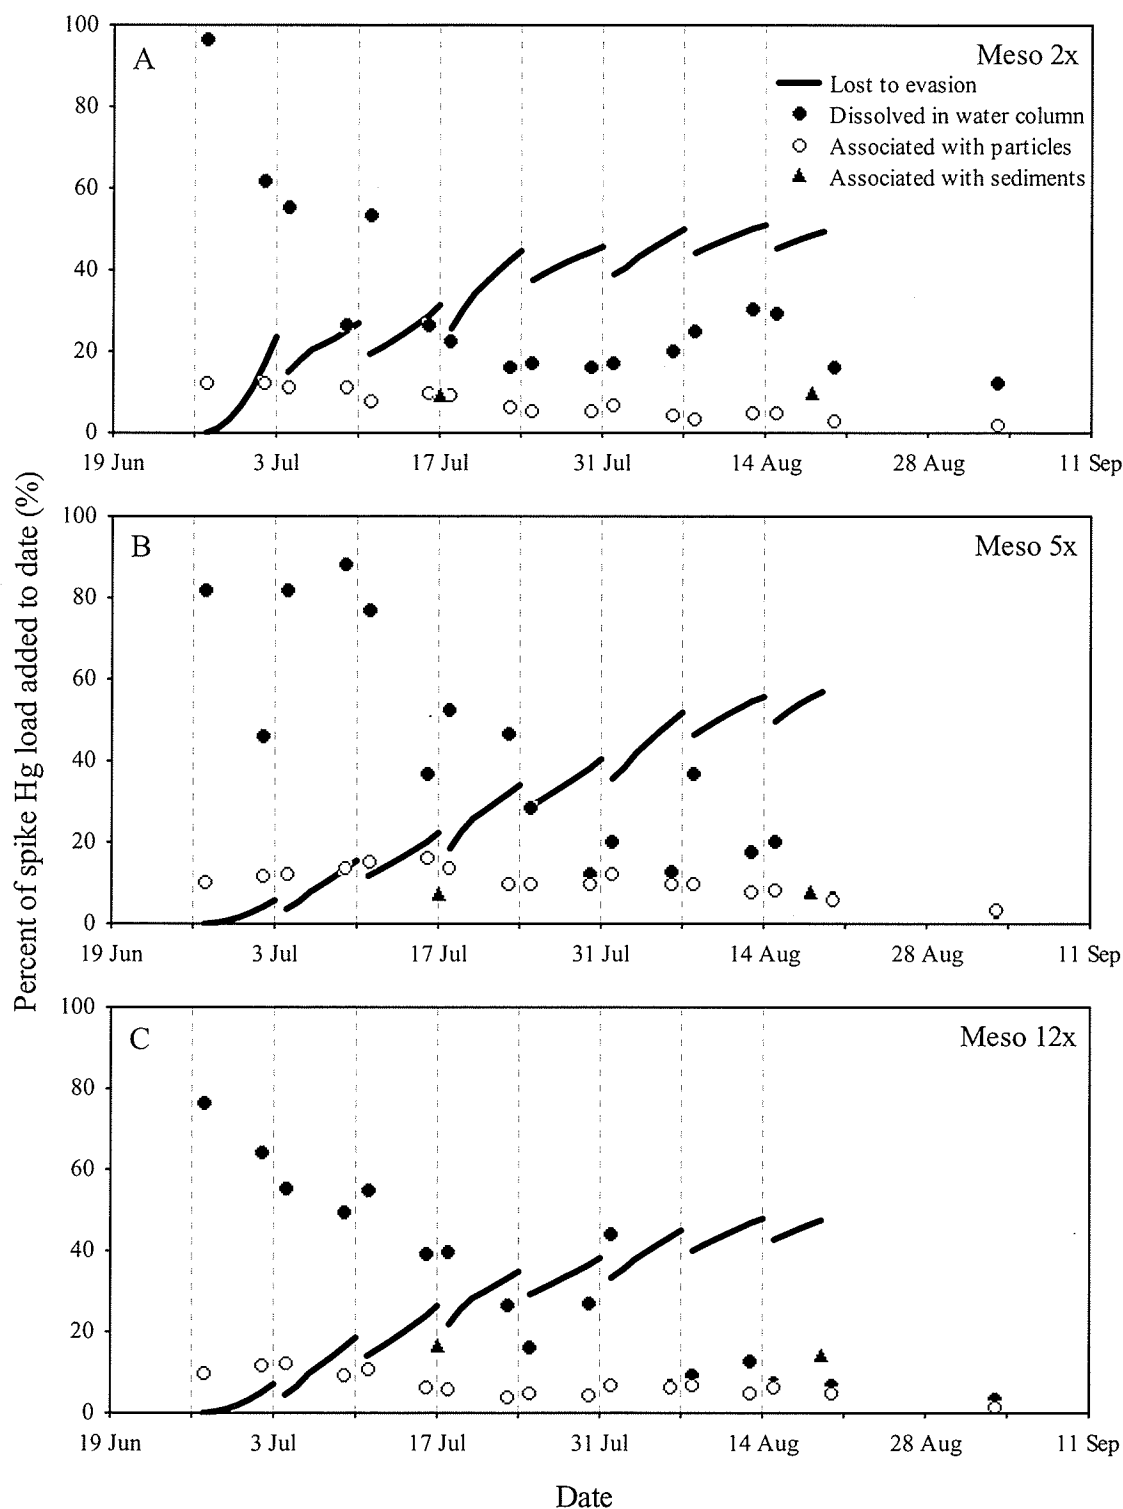 100
A
Meso 2x
Lost to evasion
80
Dissolved in water column
Associated with particles
Associated with sediments
60
40
20
0
19 Jun 3 Jul 17 Jul 31 Jul 14 Aug 28 Aug 11 Sep
Percent of spike Hg load added to date (%)
100
B
Meso 5x
80
60
40
20
0
19 Jun 3 Jul 17 Jul 31 Jul 14 Aug 28 Aug 11 Sep
100
C
Meso 12x
80
60
40
20
0
19 Jun 3 Jul 17 Jul 31 Jul 14 Aug 28 Aug 11 Sep
Date